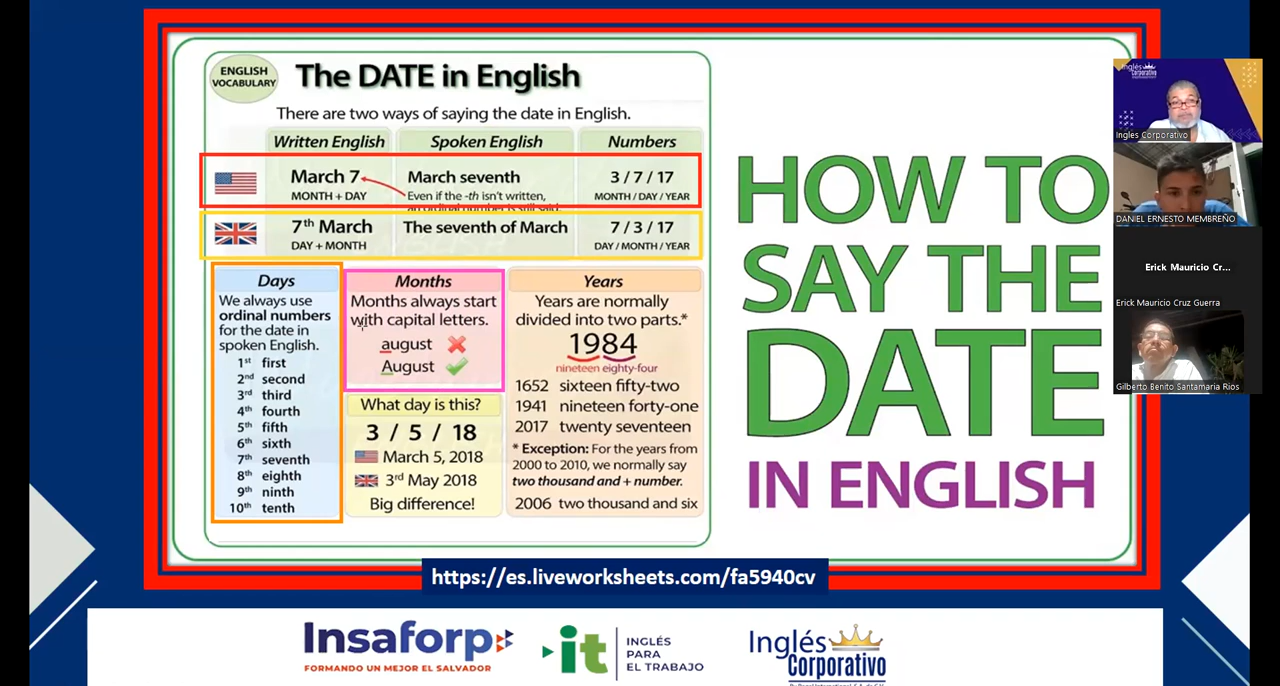 ENGLISH
VOCABULARY
The DATE in English
There are two ways of saying the date in English.
Written English Spoken English Numbers
March 7 March seventh 3 / 7 / 17
MONTH + DAY Even if the -th isn't written, MONTH / DAY / YEAR
an ordinal number is still said.
7th March The seventh of March 7 / 3 / 17
DAY + MONTH DAY / MONTH / YEAR
Days
We always use
ordinal numbers
for the date in
spoken English.
1st first
2nd second
3rd third
4th fourth
5th fifth
6th sixth
7th seventh
8th eighth
9th ninth
10th tenth
Months
Months always start
with capital letters.
august
August
What day is this?
3 / 5 / 18
March 5, 2018
3rd May 2018
Big difference!
Years
Years are normally
divided into two parts.*
1984
nineteen eighty-four
1652 sixteen fifty-two
1941 nineteen forty-one
2017 twenty seventeen
* Exception: For the years from
2000 to 2010, we normally say
two thousand and + number.
2006 two thousand and six
HOW TO
SAY THE
DATE
IN ENGLISH
https://es.liveworksheets.com/fa5940cv
Insaforp
FORMANDO UN MEJOR EL SALVADOR
it
INGLÉS
PARA
EL TRABAJO
Inglés
Corporativo
Inglés
Corporativo
Inglés Corporativo
DANIEL ERNESTO MEMBREÑO
Erick Mauricio Cr...
Erick Mauricio Cruz Guerra
Gilberto Benito Santamaria Rios